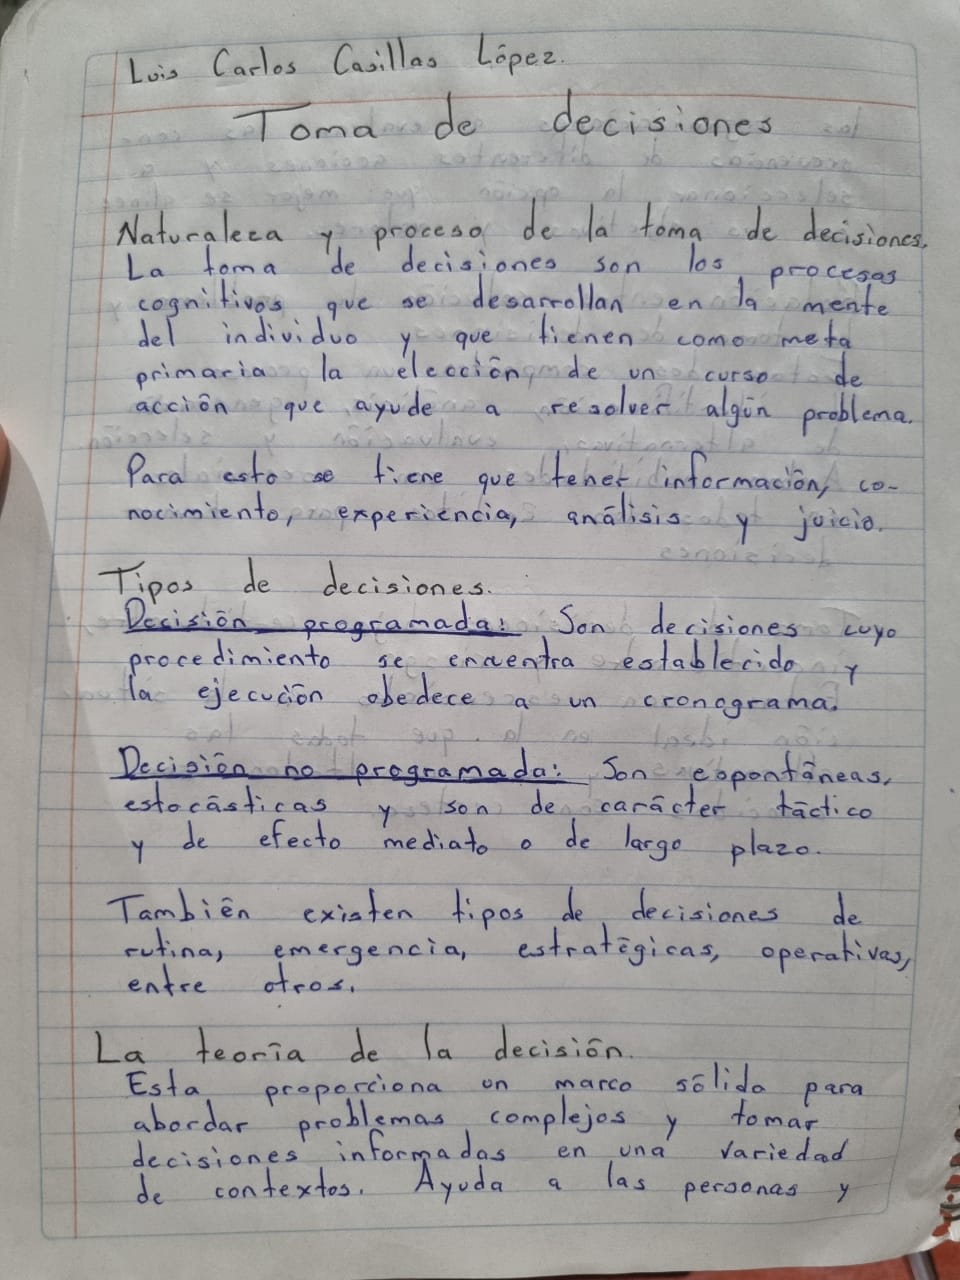 Luis Carlos Casillas López.
Toma de decisiones
Naturaleza y proceso de la toma de decisiones.
La toma de decisiones son los procesos
cognitivos que se desarrollan en la mente
del individuo y que tienen como meta
primaria la elección de un curso de
acción que ayude a resolver algún problema.
Para esto se tiene que tener información, co-
nocimiento, experiencia, análisis y juicio.
Tipos de decisiones.
Decisión programada: Son decisiones cuyo
procedimiento se encuentra establecido y
la ejecución obedece a un cronograma.
Decisión no programada: Son espontáneas,
estocásticas y son de carácter táctico
y de efecto mediato o de largo plazo.
También existen tipos de decisiones de
rutina, emergencia, estratégicas, operativas,
entre otros.
La teoría de la decisión.
Esta proporciona un marco sólido para
abordar problemas complejos y tomar
decisiones informadas en una variedad
de contextos. Ayuda a las personas y